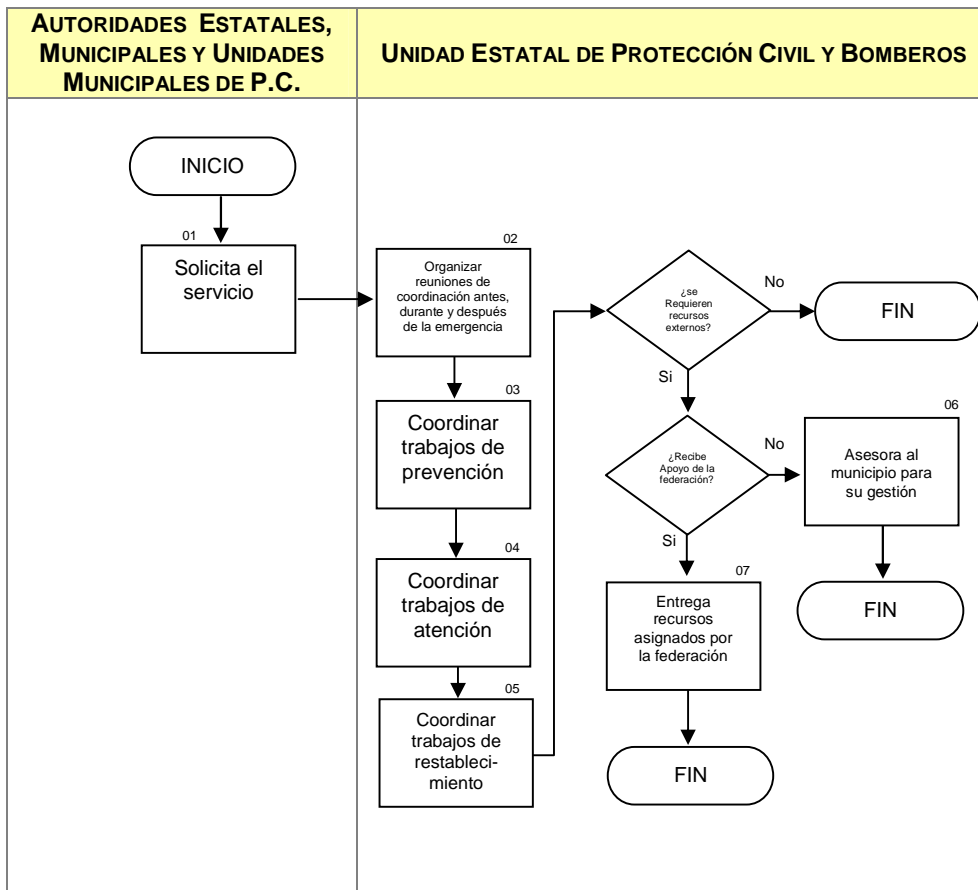 AUTORIDADES ESTATALES,
MUNICIPALES Y UNIDADES
MUNICIPALES DE P.C.
UNIDAD ESTATAL DE PROTECCIÓN CIVIL Y BOMBEROS
INICIO
01
Solicita el
servicio
02
Organizar
reuniones de
coordinación antes,
durante y después
de la emergencia
03
Coordinar
trabajos de
prevención
04
Coordinar
trabajos de
atención
05
Coordinar
trabajos de
restableci-
miento
¿se
Requieren
recursos
externos?
No
FIN
Si
¿Recibe
Apoyo de la
federación?
No
06
Asesora al
municipio para
su gestión
FIN
Si
07
Entrega
recursos
asignados por
la federación
FIN